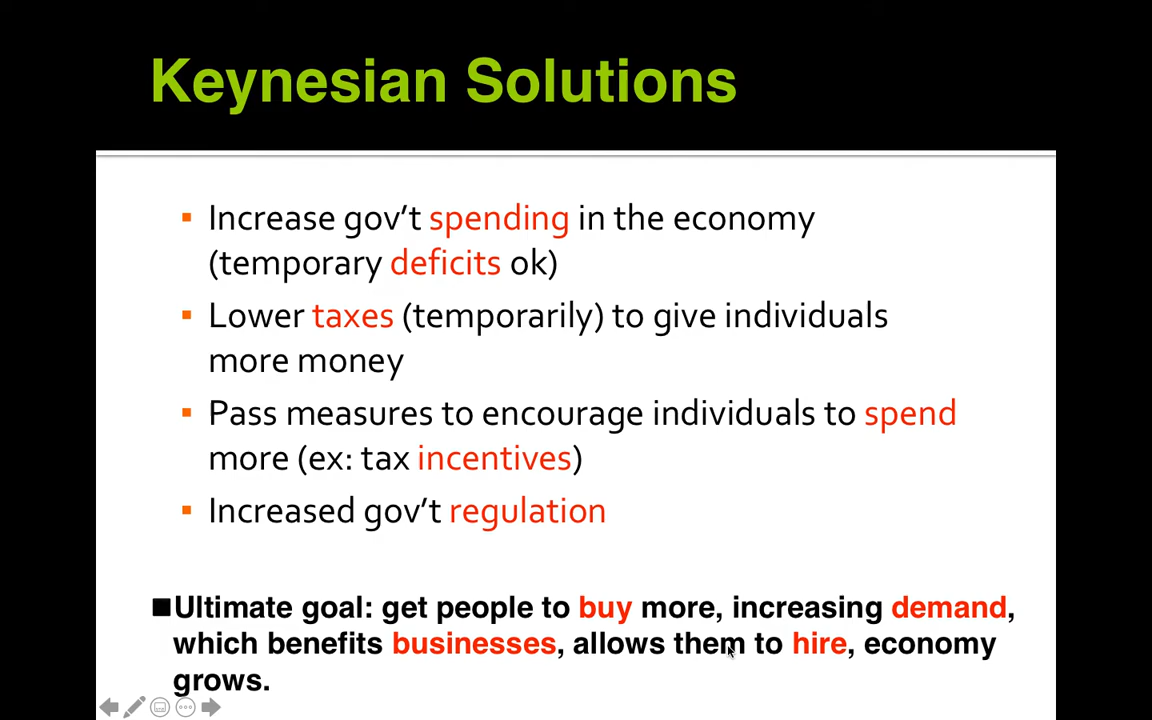 Keynesian Solutions
Increase gov’t spending in the economy
(temporary deficits ok)
Lower taxes (temporarily) to give individuals
more money
Pass measures to encourage individuals to spend
more (ex: tax incentives)
Increased gov’t regulation
Ultimate goal: get people to buy more, increasing demand,
which benefits businesses, allows them to hire, economy
grows.